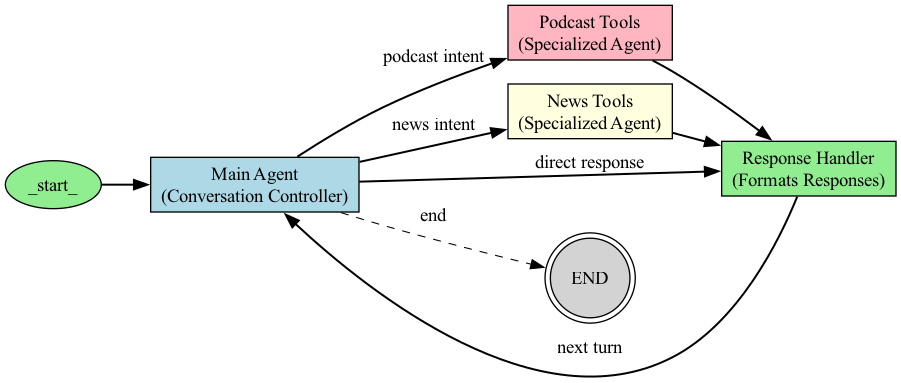 Podcast Tools
(Specialized Agent)
podcast intent
News Tools
(Specialized Agent)
news intent
direct response
Response Handler
(Formats Responses)
_start_
Main Agent
(Conversation Controller)
end
END
next turn